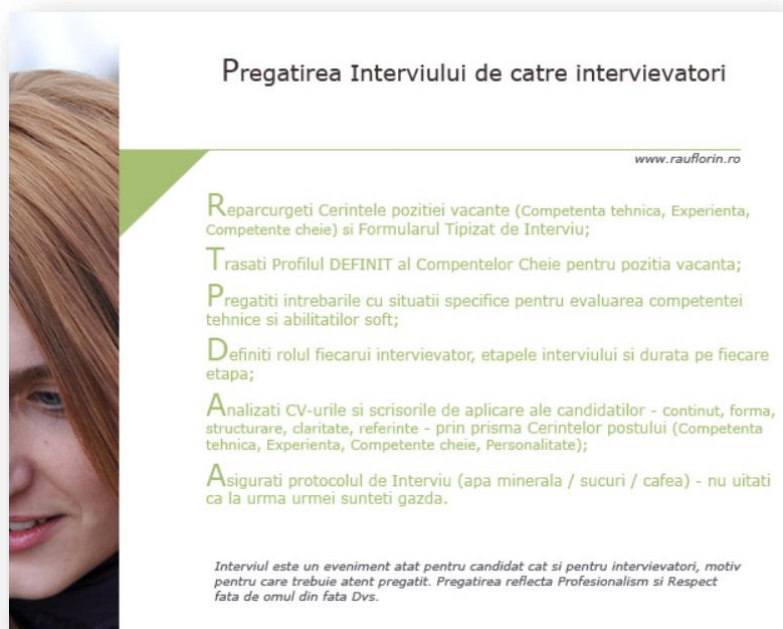 Pregatirea Interviului de catre intervievatori
www.rauflorin.ro
Reparcurgeti Cerintele pozitiei vacante (Competenta tehnica, Experienta,
Competente cheie) si Formularul Tipizat de Interviu;
Trasati Profilul DEFINIT al Compentelor Cheie pentru pozitia vacanta;
Pregatiti intrebarile cu situatii specifice pentru evaluarea competentei
tehnice si abilitatilor soft;
Definiti rolul fiecarui intervievator, etapele interviului si durata pe fiecare
etapa;
Analizati CV-urile si scrisorile de aplicare ale candidatilor - continut, forma,
structurare, claritate, referinte - prin prisma Cerintelor postului (Competenta
tehnica, Experienta, Competente cheie, Personalitate);
Asigurati protocolul de Interviu (apa minerala / sucuri / cafea) - nu uitati
ca la urma urmei sunteti gazda.
Interviul este un eveniment atat pentru candidat cat si pentru intervievatori, motiv
pentru care trebuie atent pregatit. Pregatirea reflecta Profesionalism si Respect
fata de omul din fata Dvs.